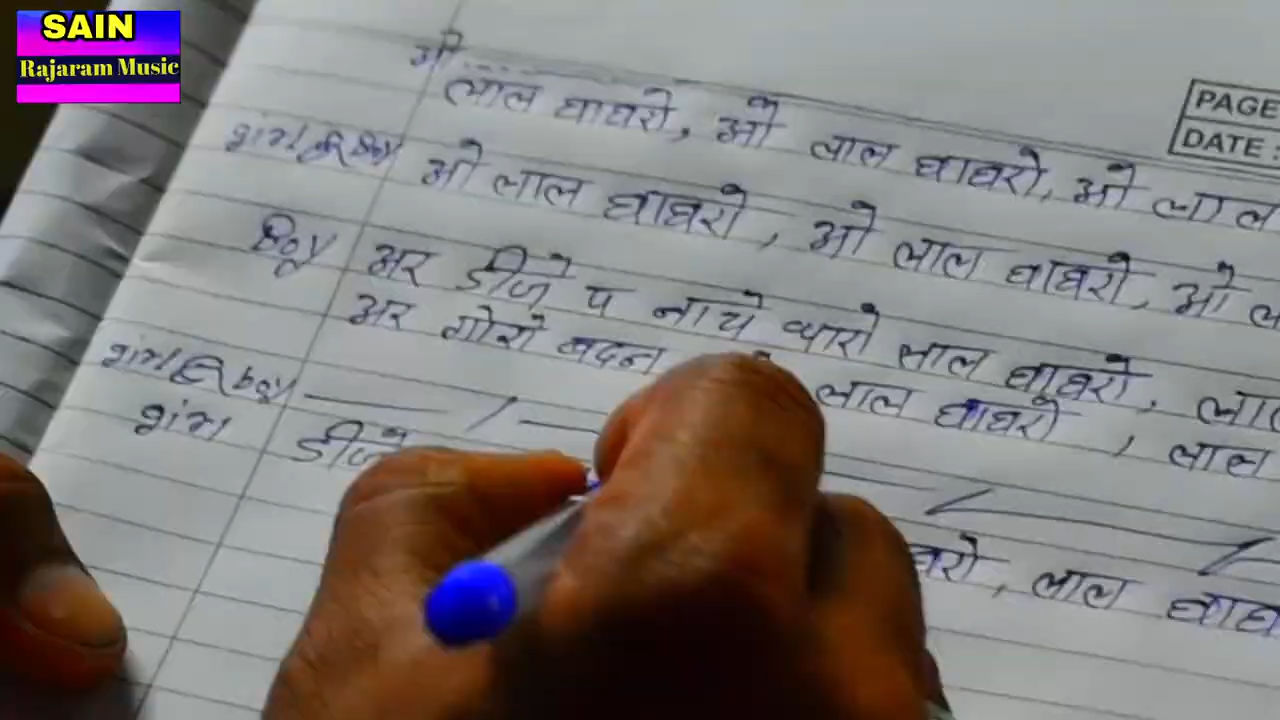 SAIN
Rajaram Music
PAGE
DATE :
ओ
लाल घाघरो, ओ लाल घाघरो, ओ लाल
girl & Boy ओ लाल घाघरो, ओ लाल घाघरो, ओ ल
Boy अर डीजे प नाचे प्यारो लाल घाघरो, लाल
अर गोरो बदन लाल घाघरो, लाल
girl & boy
girl डीजे घरो, लाल घाघ